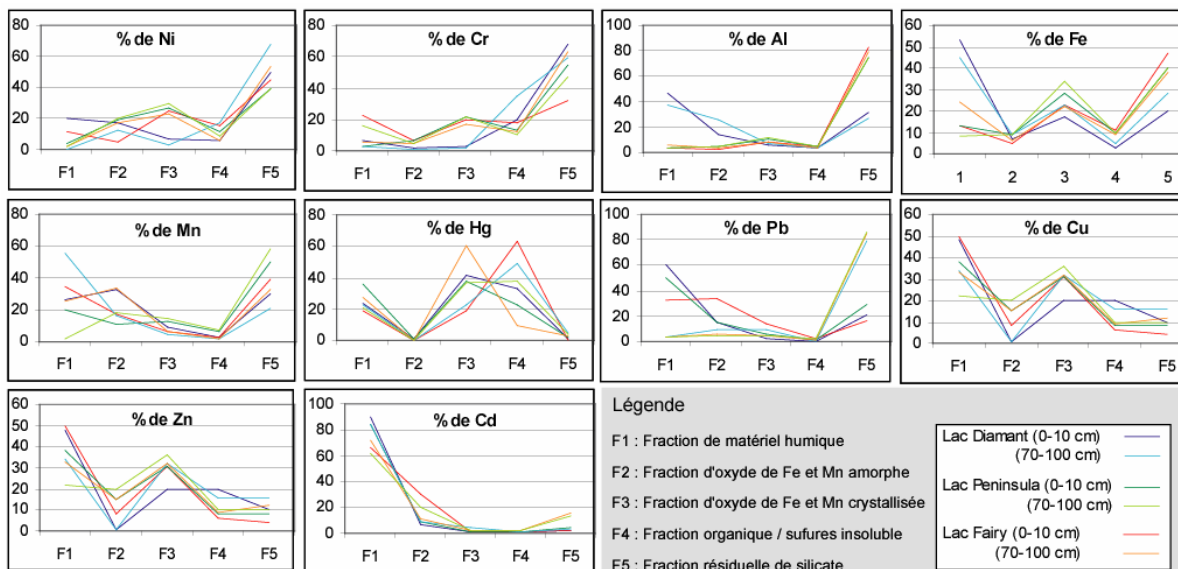 % de Ni
80
60
40
20
0
F1 F2 F3 F4 F5
% de Cr
80
60
40
20
0
F1 F2 F3 F4 F5
% de Al
100
80
60
40
20
0
F1 F2 F3 F4 F5
% de Fe
60
50
40
30
20
10
0
1 2 3 4 5
% de Mn
60
40
20
0
F1 F2 F3 F4 F5
% de Hg
80
60
40
20
0
F1 F2 F3 F4 F5
% de Pb
100
80
60
40
20
0
F1 F2 F3 F4 F5
% de Cu
60
50
40
30
20
10
0
F1 F2 F3 F4 F5
% de Zn
60
50
40
30
20
10
0
F1 F2 F3 F4 F5
% de Cd
100
80
60
40
20
0
F1 F2 F3 F4 F5
Légende
F1 : Fraction de matériel humique
F2 : Fraction d'oxyde de Fe et Mn amorphe
F3 : Fraction d'oxyde de Fe et Mn crystallisée
F4 : Fraction organique / sufures insoluble
F5 : Fraction résiduelle de silicate
Lac Diamant (0-10 cm)
(70-100 cm)
Lac Peninsula (0-10 cm)
(70-100 cm)
Lac Fairy (0-10 cm)
(70-100 cm)